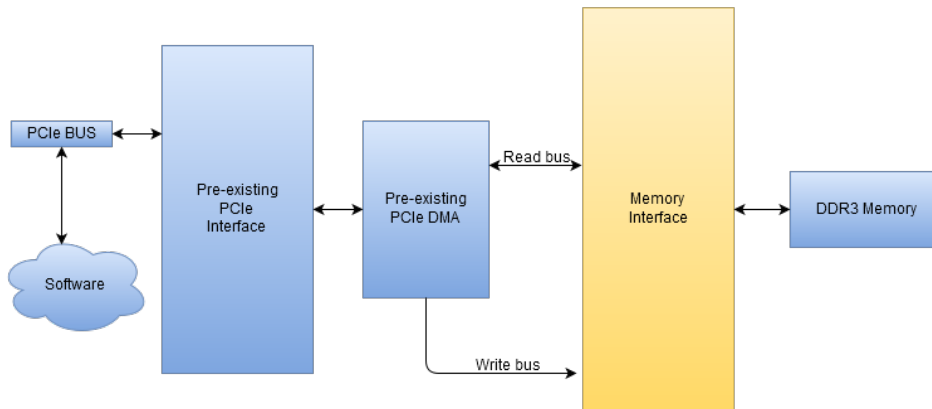 PCIe BUS
Software
Pre-existing
PCIe
Interface
Pre-existing
PCIe DMA
Read bus
Write bus
Memory
Interface
DDR3 Memory